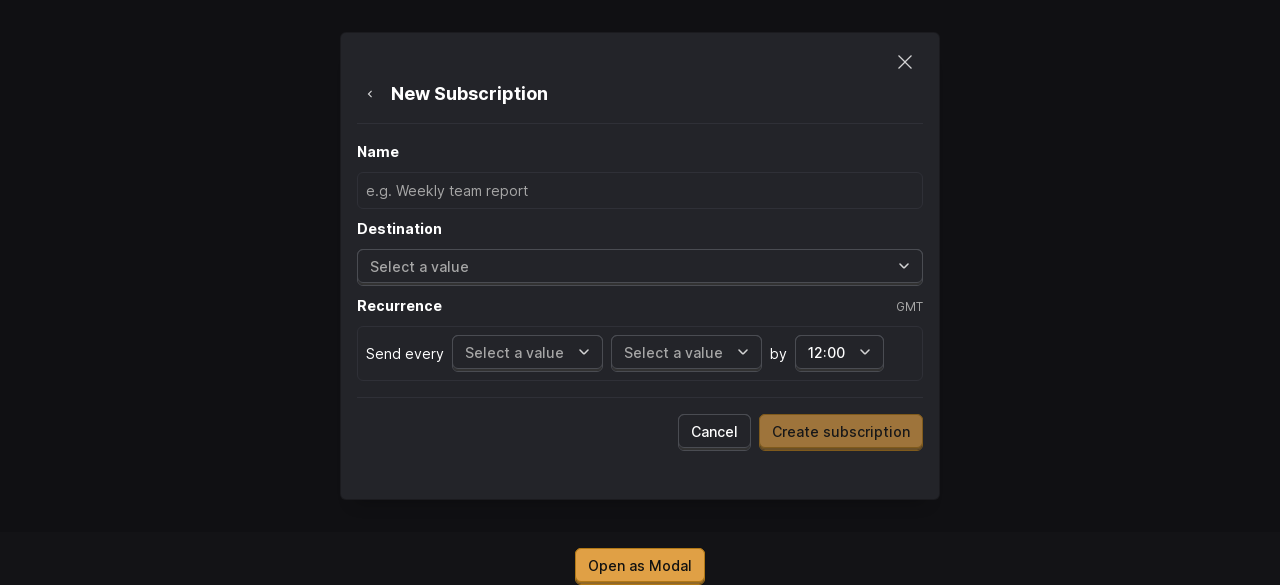 New Subscription
Name
e.g. Weekly team report
Destination
Select a value
Recurrence GMT
Send every Select a value Select a value by 12:00
Cancel Create subscription
Open as Modal